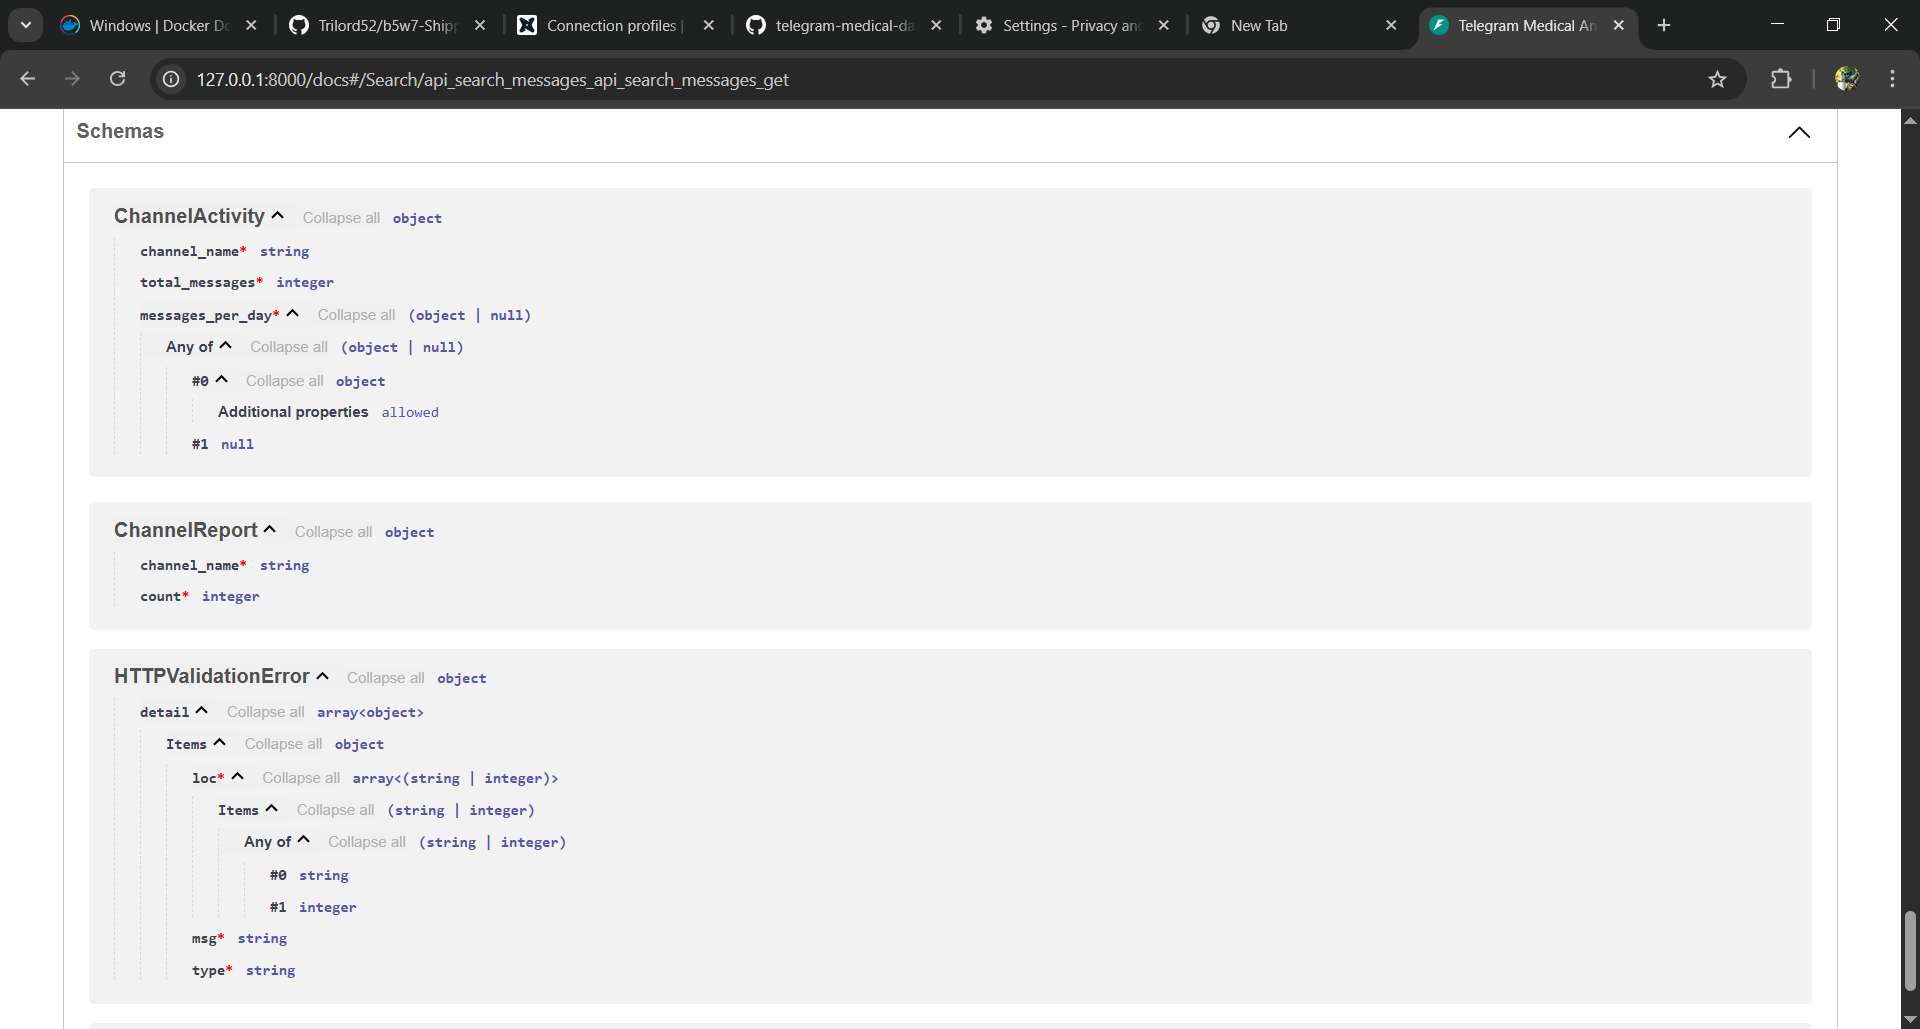 Windows | Docker Do
Trilord52/b5w7-Shipp
Connection profiles |
telegram-medical-da
Settings - Privacy and
New Tab
Telegram Medical An
127.0.0.1:8000/docs#/Search/api_search_messages_api_search_messages_get
Schemas
ChannelActivity Collapse all object
channel_name* string
total_messages* integer
messages_per_day* Collapse all (object | null)
Any of Collapse all (object | null)
#0 Collapse all object
Additional properties allowed
#1 null
ChannelReport Collapse all object
channel_name* string
count* integer
HTTPValidationError Collapse all object
detail Collapse all array<object>
Items Collapse all object
loc* Collapse all array<(string | integer)>
Items Collapse all (string | integer)
Any of Collapse all (string | integer)
#0 string
#1 integer
msg* string
type* string